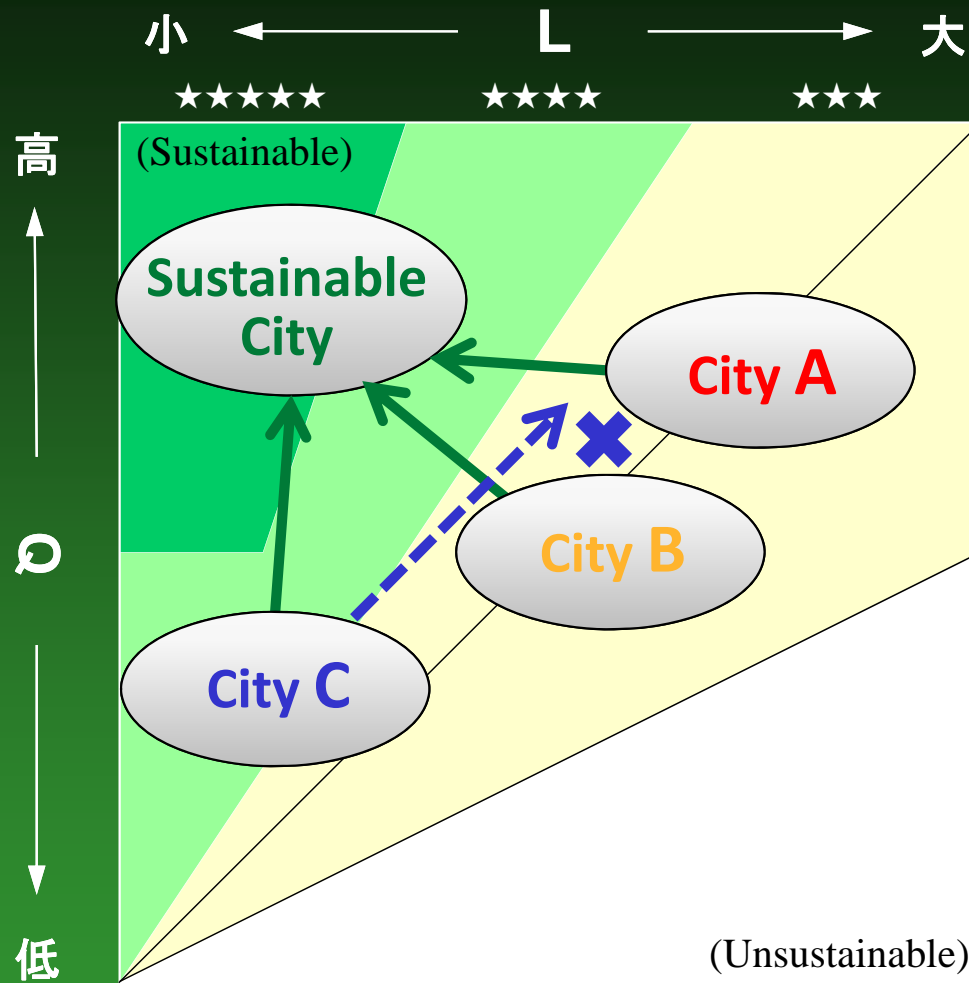 小 L 大
★★★★★ ★★★★ ★★★
高
(Sustainable)
Sustainable
City
City A
Q
City B
City C
低
(Unsustainable)